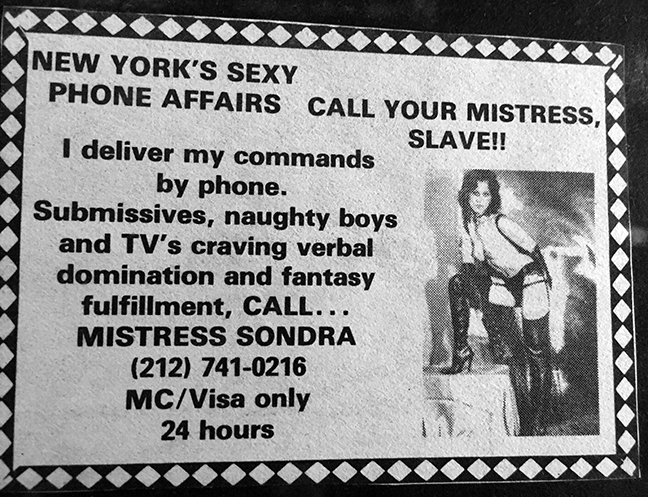 NEW YORK'S SEXY
PHONE AFFAIRS
CALL YOUR MISTRESS,
SLAVE!!
I deliver my commands
by phone.
Submissives, naughty boys
and TV's craving verbal
domination and fantasy
fulfillment, CALL...
MISTRESS SONDRA
(212) 741-0216
MC/Visa only
24 hours